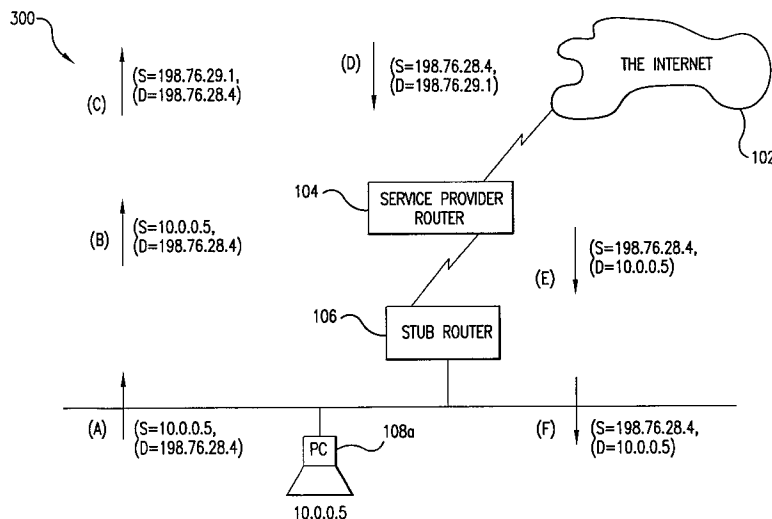 300
(C)
(S=198.76.29.1,
(D=198.76.28.4)
(D)
(S=198.76.28.4,
(D=198.76.29.1)
THE INTERNET
102
104
SERVICE PROVIDER
ROUTER
(B)
(S=10.0.0.5,
(D=198.76.28.4)
(E)
(S=198.76.28.4,
(D=10.0.0.5)
106
STUB ROUTER
(A)
(S=10.0.0.5,
(D=198.76.28.4)
PC
108a
10.0.0.5
(F)
(S=198.76.28.4,
(D=10.0.0.5)